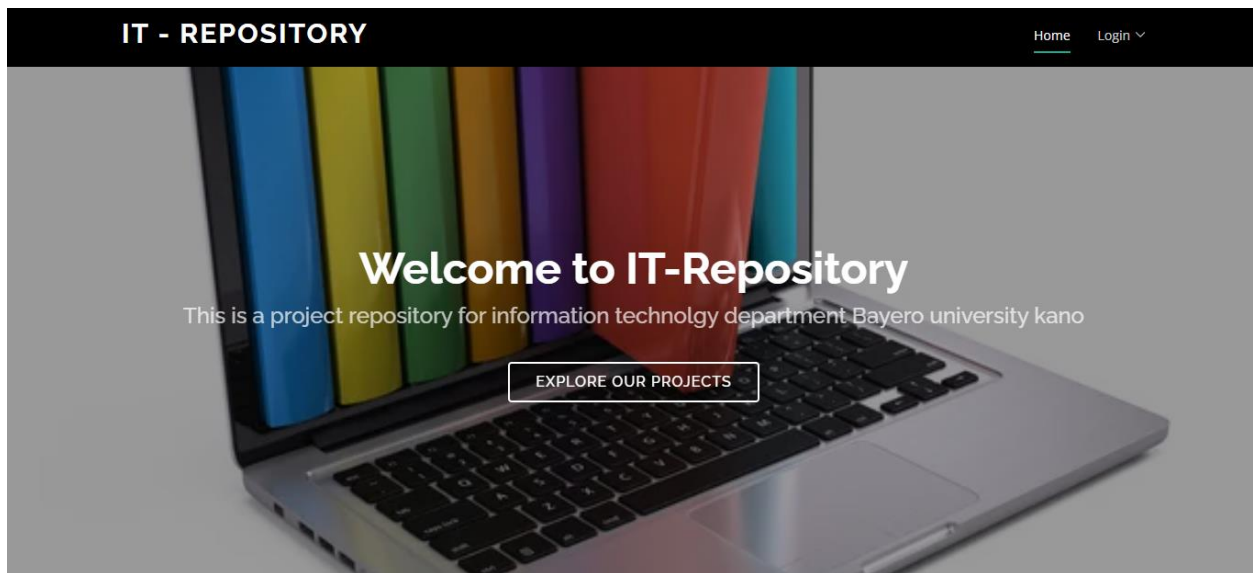 IT - REPOSITORY
Home Login
Welcome to IT-Repository
This is a project repository for information technolgy department Bayero university kano
EXPLORE OUR PROJECTS